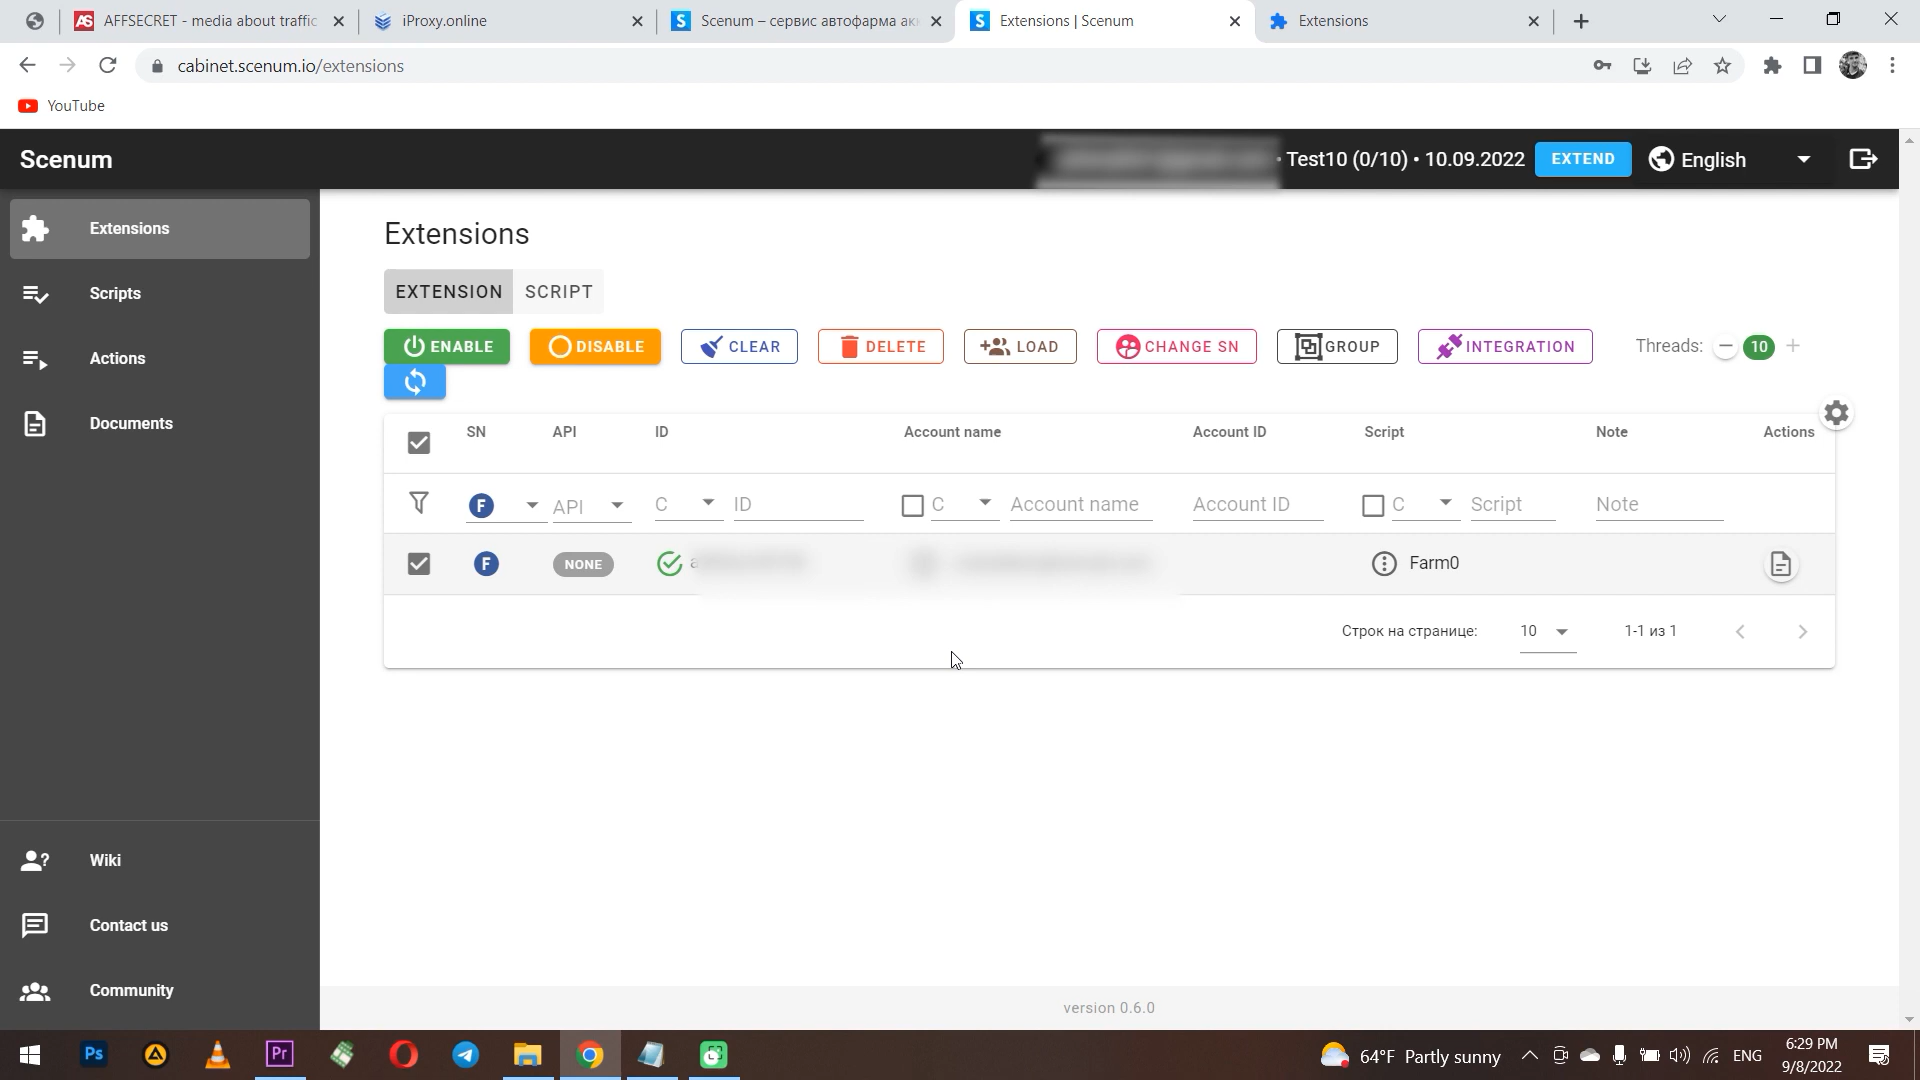 AFFSECRET - media about traffic
iProxy.online
Scenum – сервис автофарма ак
Extensions | Scenum
Extensions
cabinet.scenum.io/extensions
YouTube
Scenum
Test10 (0/10) • 10.09.2022
EXTEND
English
Extensions
Scripts
Actions
Documents
Wiki
Contact us
Community
Extensions
EXTENSION SCRIPT
ENABLE DISABLE CLEAR DELETE LOAD CHANGE SN GROUP INTEGRATION Threads: 10
SN API ID Account name Account ID Script Note Actions
F API C ID C Account name Account ID C Script Note
F NONE Farm0
Строк на странице: 10 1-1 из 1
version 0.6.0
Ps Pr 64°F Partly sunny ENG 6:29 PM
9/8/2022